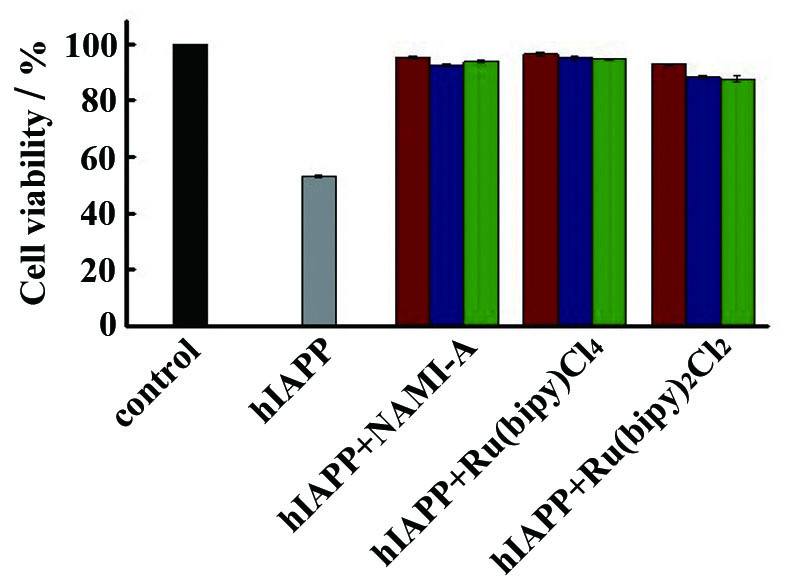 Cell viability / %
100
80
60
40
20
0
control
hIAPP
hIAPP+NAMI-A
hIAPP+Ru(bipy)Cl4
hIAPP+Ru(bipy)2Cl2